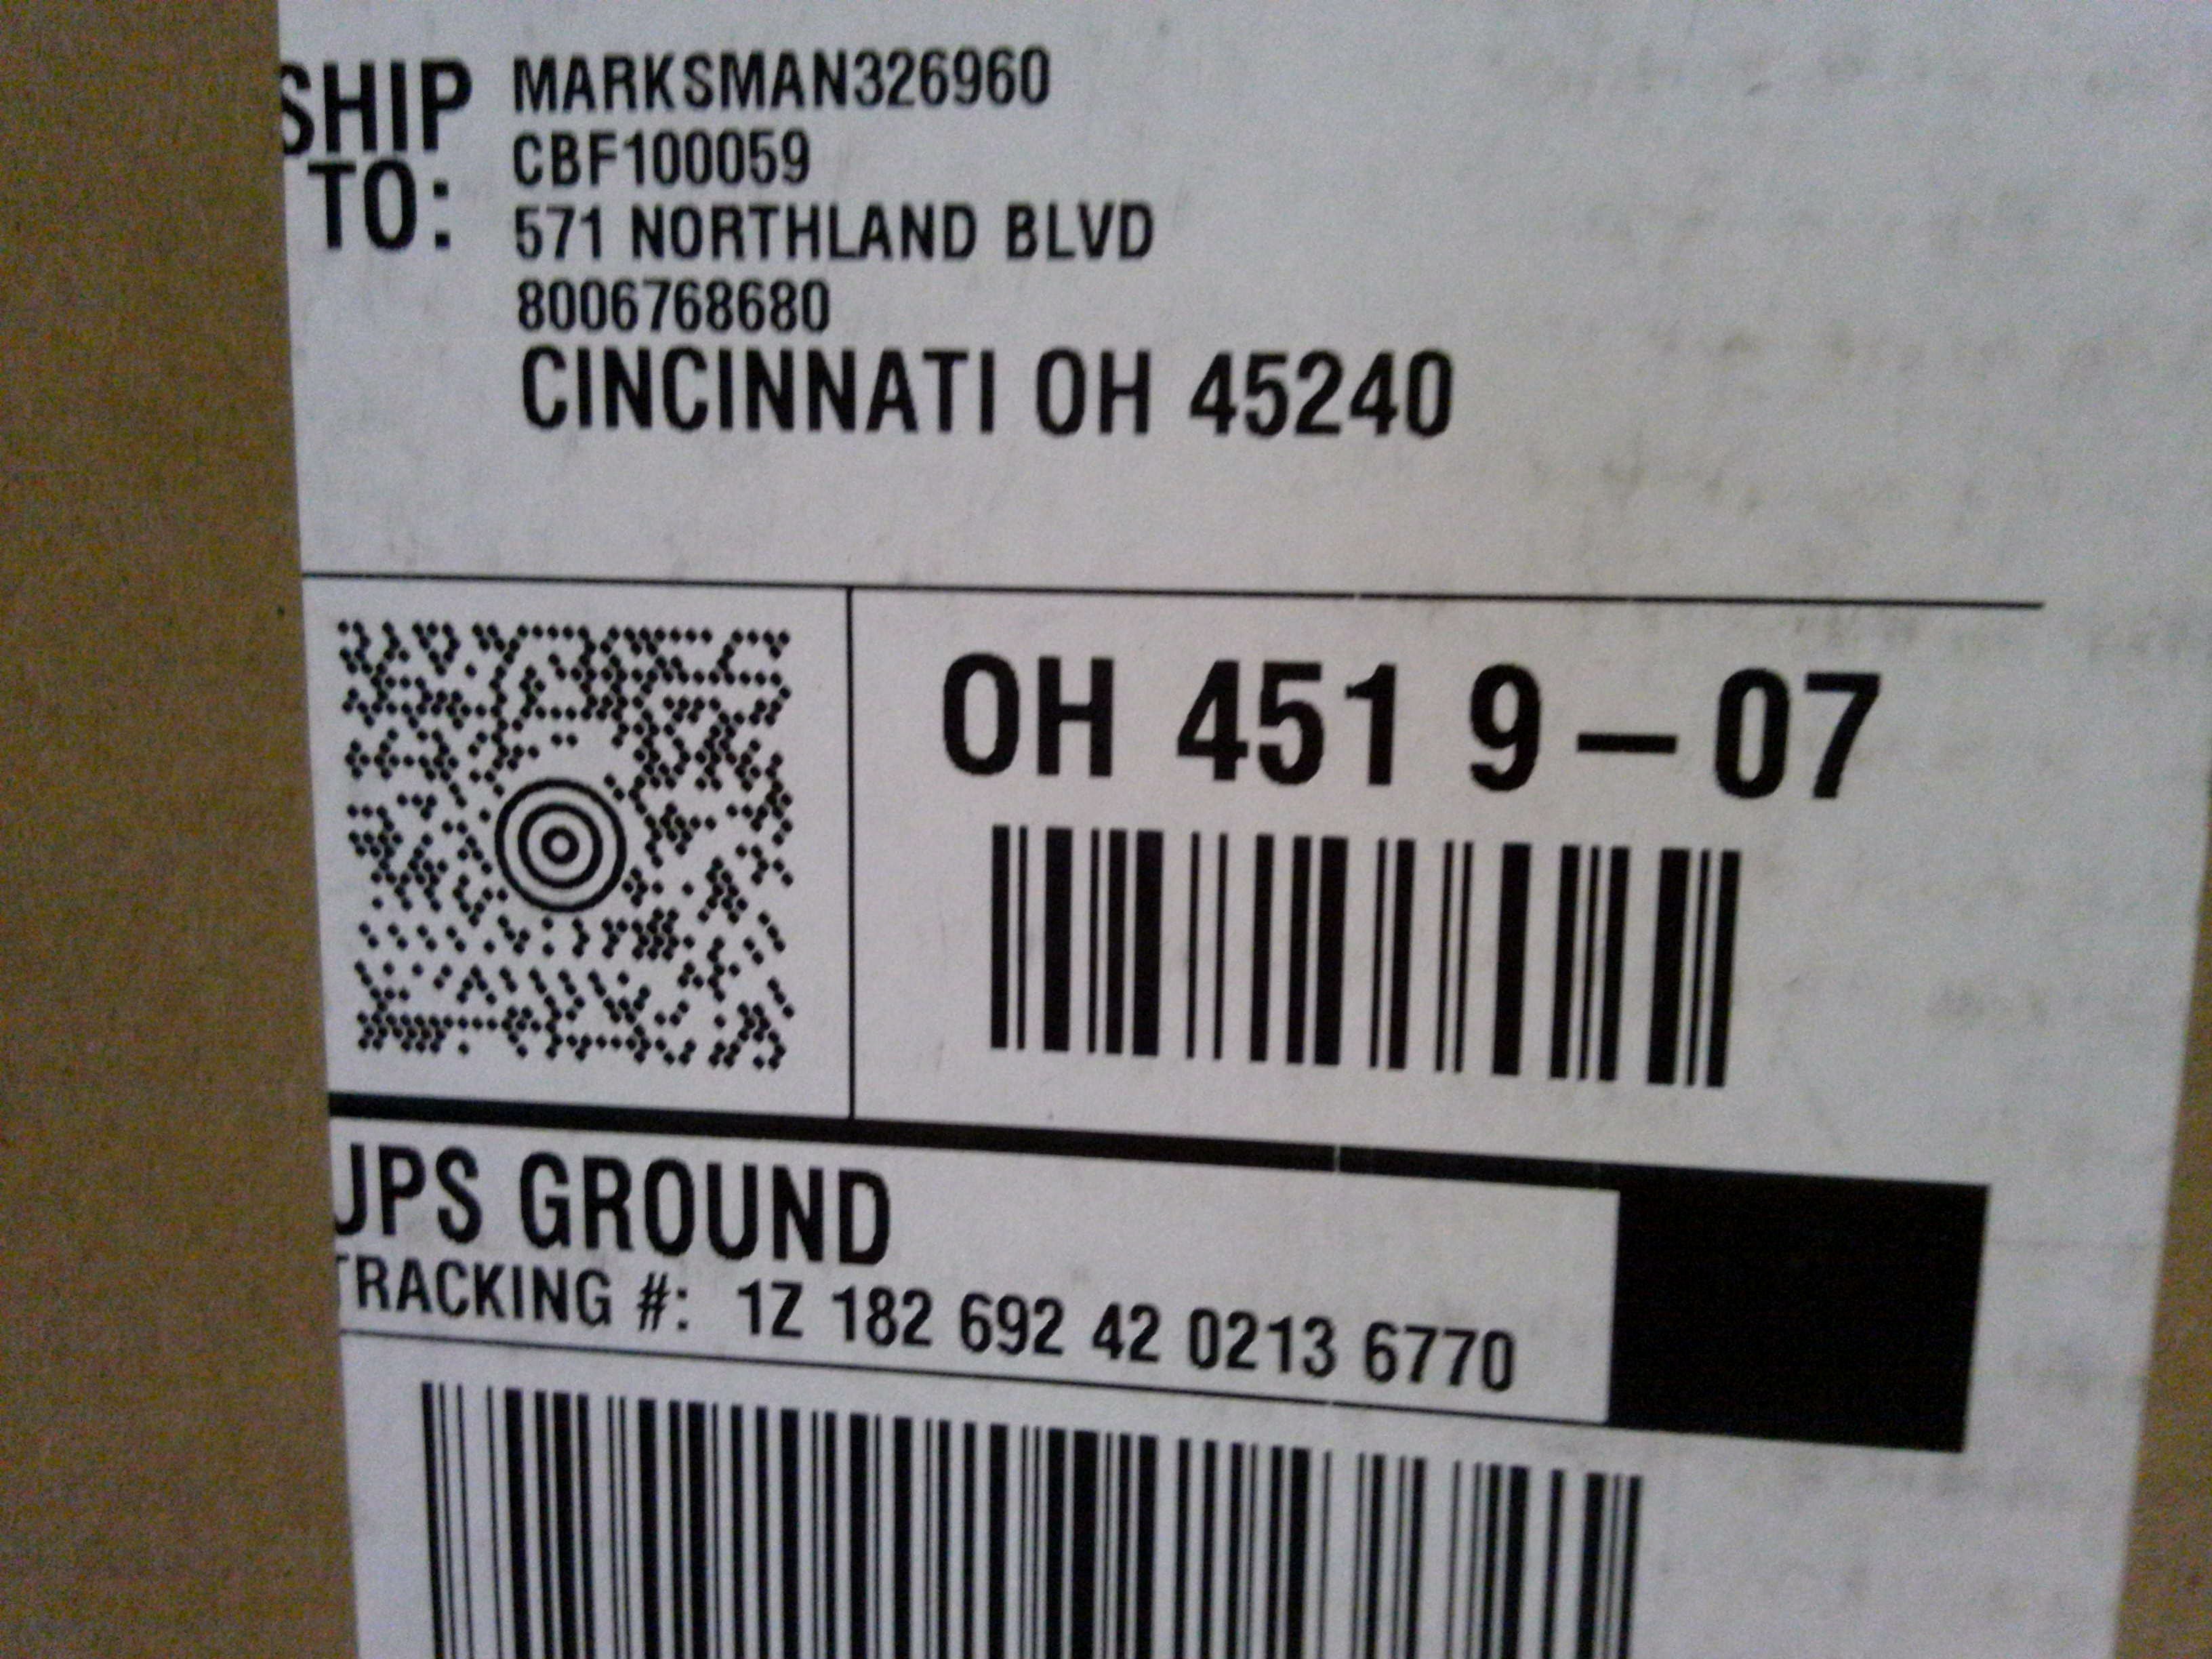 SHIP
TO:
MARKSMAN326960
CBF100059
571 NORTHLAND BLVD
8006768680
CINCINNATI OH 45240
OH 451 9-07
UPS GROUND
TRACKING #: 1Z 182 692 42 0213 6770